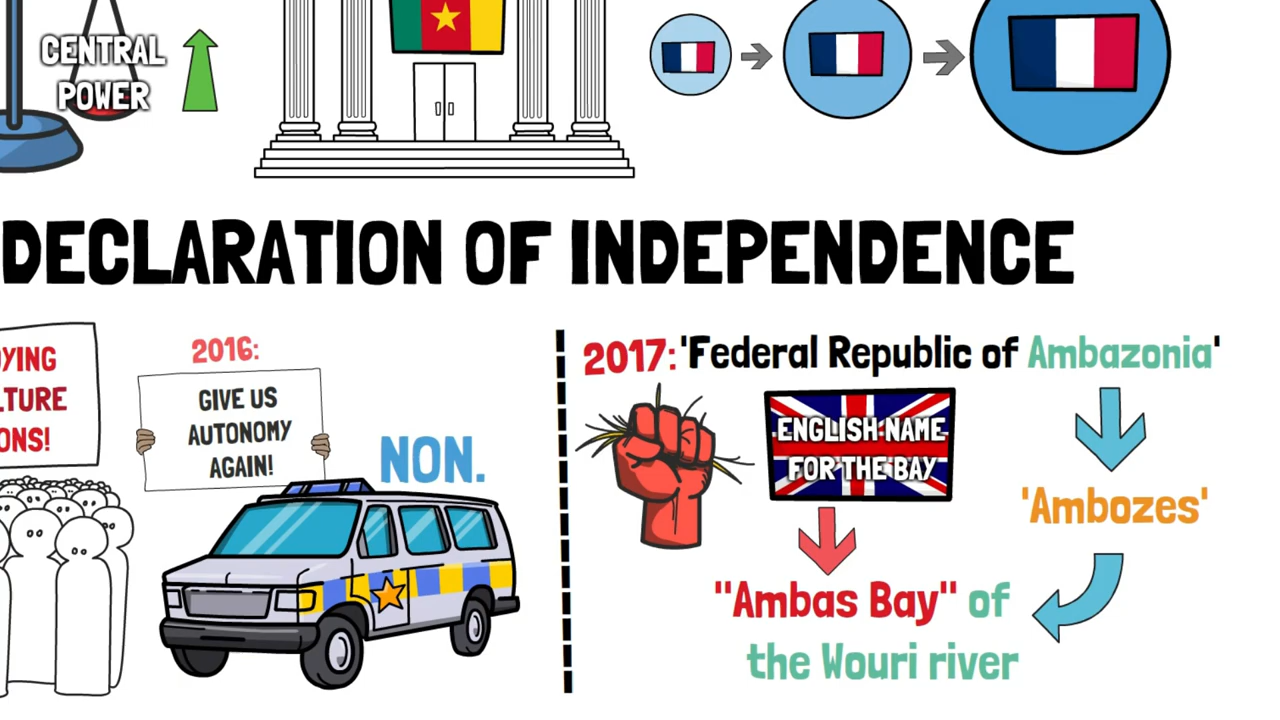 CENTRAL
POWER
DECLARATION OF INDEPENDENCE
2016:
GIVE US
AUTONOMY
AGAIN!
NON.
2017: 'Federal Republic of Ambazonia'
ENGLISH NAME
FOR THE BAY
'Ambozes'
"Ambas Bay" of
the Wouri river